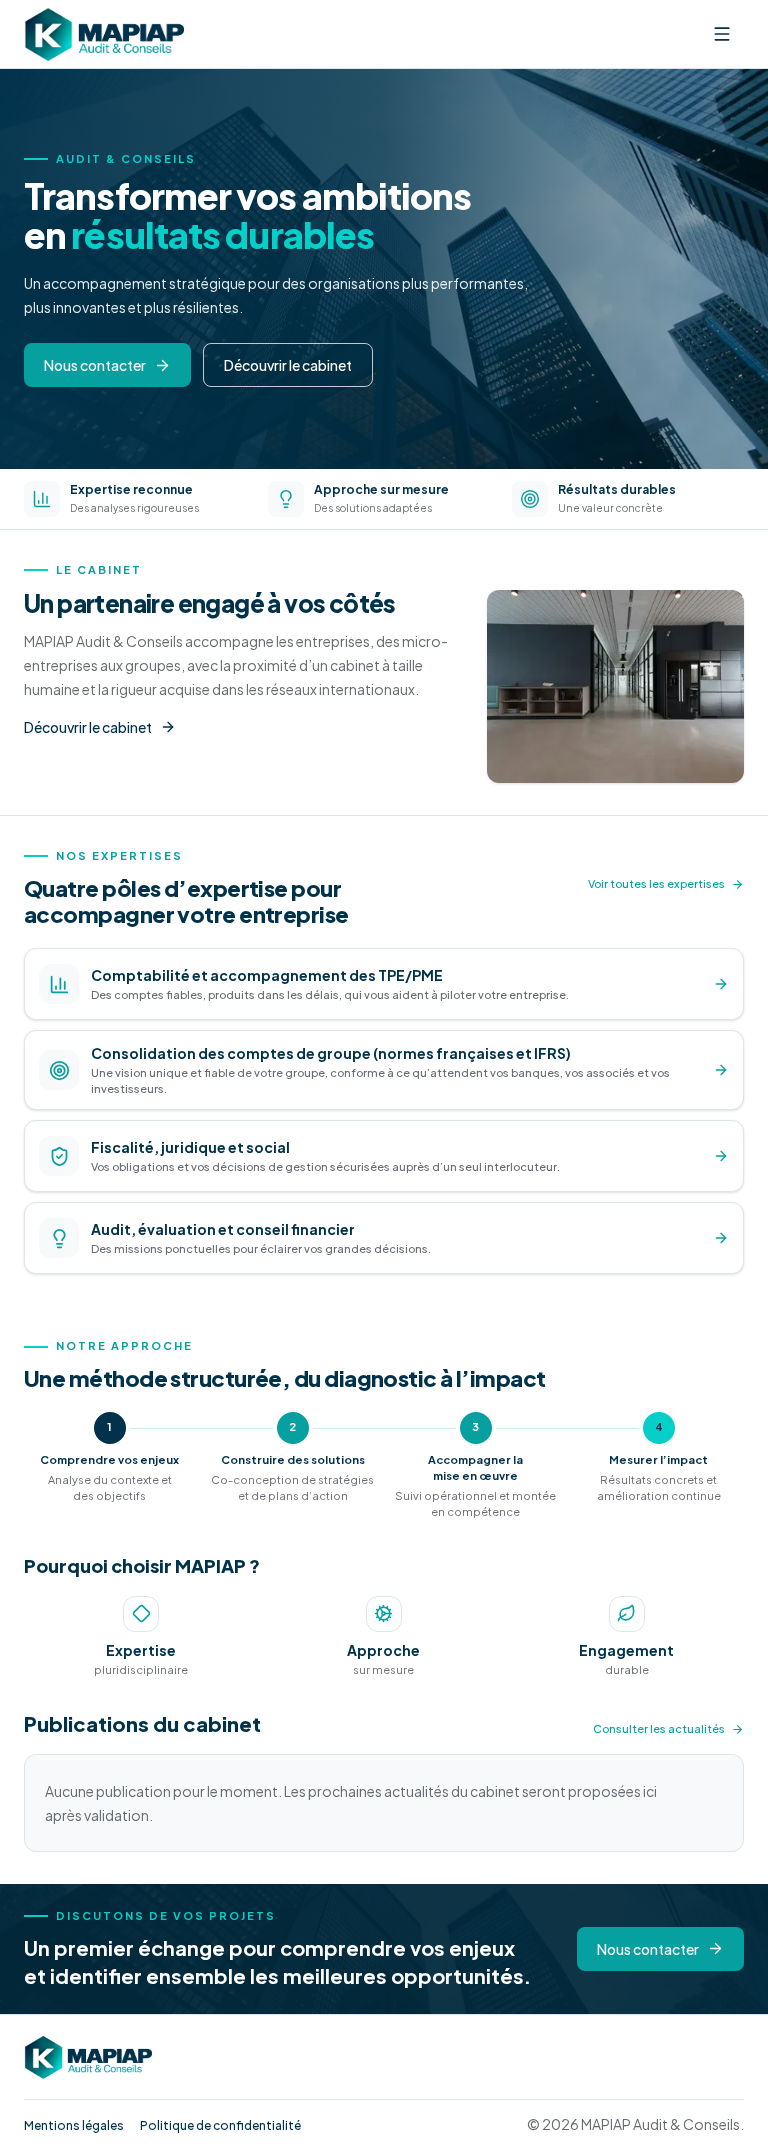 MAPIAP
Audit & Conseils
AUDIT & CONSEILS
Transformer vos ambitions
en résultats durables
Un accompagnement stratégique pour des organisations plus performantes,
plus innovantes et plus résilientes.
Nous contacter
Découvrir le cabinet
Expertise reconnue
Des analyses rigoureuses
Approche sur mesure
Des solutions adaptées
Résultats durables
Une valeur concrète
LE CABINET
Un partenaire engagé à vos côtés
MAPIAP Audit & Conseils accompagne les entreprises, des micro-
entreprises aux groupes, avec la proximité d’un cabinet à taille
humaine et la rigueur acquise dans les réseaux internationaux.
Découvrir le cabinet
NOS EXPERTISES
Quatre pôles d’expertise pour
accompagner votre entreprise
Voir toutes les expertises
Comptabilité et accompagnement des TPE/PME
Des comptes fiables, produits dans les délais, qui vous aident à piloter votre entreprise.
Consolidation des comptes de groupe (normes françaises et IFRS)
Une vision unique et fiable de votre groupe, conforme à ce qu’attendent vos banques, vos associés et vos
investisseurs.
Fiscalité, juridique et social
Vos obligations et vos décisions de gestion sécurisées auprès d’un seul interlocuteur.
Audit, évaluation et conseil financier
Des missions ponctuelles pour éclairer vos grandes décisions.
NOTRE APPROCHE
Une méthode structurée, du diagnostic à l’impact
1
Comprendre vos enjeux
Analyse du contexte et
des objectifs
2
Construire des solutions
Co-conception de stratégies
et de plans d’action
3
Accompagner la
mise en œuvre
Suivi opérationnel et montée
en compétence
4
Mesurer l’impact
Résultats concrets et
amélioration continue
Pourquoi choisir MAPIAP ?
Expertise
pluridisciplinaire
Approche
sur mesure
Engagement
durable
Publications du cabinet
Consulter les actualités
Aucune publication pour le moment. Les prochaines actualités du cabinet seront proposées ici
après validation.
DISCUTONS DE VOS PROJETS
Un premier échange pour comprendre vos enjeux
et identifier ensemble les meilleures opportunités.
Nous contacter
MAPIAP
Audit & Conseils
Mentions légales
Politique de confidentialité
© 2026 MAPIAP Audit & Conseils.